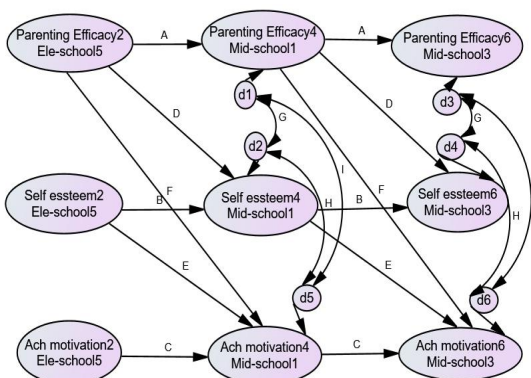 Parenting Efficacy2
Ele-school5
A
Parenting Efficacy4
Mid-school1
A
Parenting Efficacy6
Mid-school3
d1
d3
D
G
D
G
d2
d4
I
F
F
Self essteem2
Ele-school5
B
Self essteem4
Mid-school1
B
Self essteem6
Mid-school3
H
H
E
E
d5
d6
Ach motivation2
Ele-school5
C
Ach motivation4
Mid-school1
C
Ach motivation6
Mid-school3